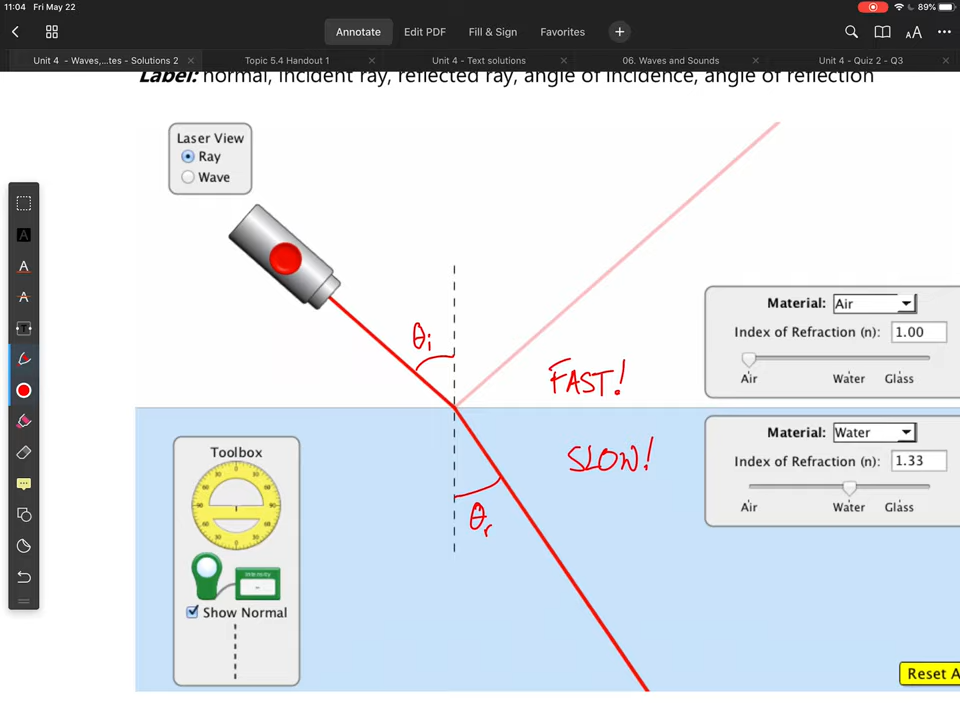 11:04 Fri May 22
89%
Annotate
Edit PDF
Fill & Sign
Favorites
AA
Unit 4 - Waves,...tes - Solutions 2
Topic 5.4 Handout 1
Unit 4 - Text solutions
06. Waves and Sounds
Unit 4 - Quiz 2 - Q3
Label: normal, incident ray, reflected ray, angle of incidence, angle of reflection
Laser View
Ray
Wave
θi
FAST!
Material: Air
Index of Refraction (n): 1.00
Air Water Glass
SLOW!
Material: Water
Index of Refraction (n): 1.33
Air Water Glass
θr
Toolbox
Intensity
-
Show Normal
Reset A